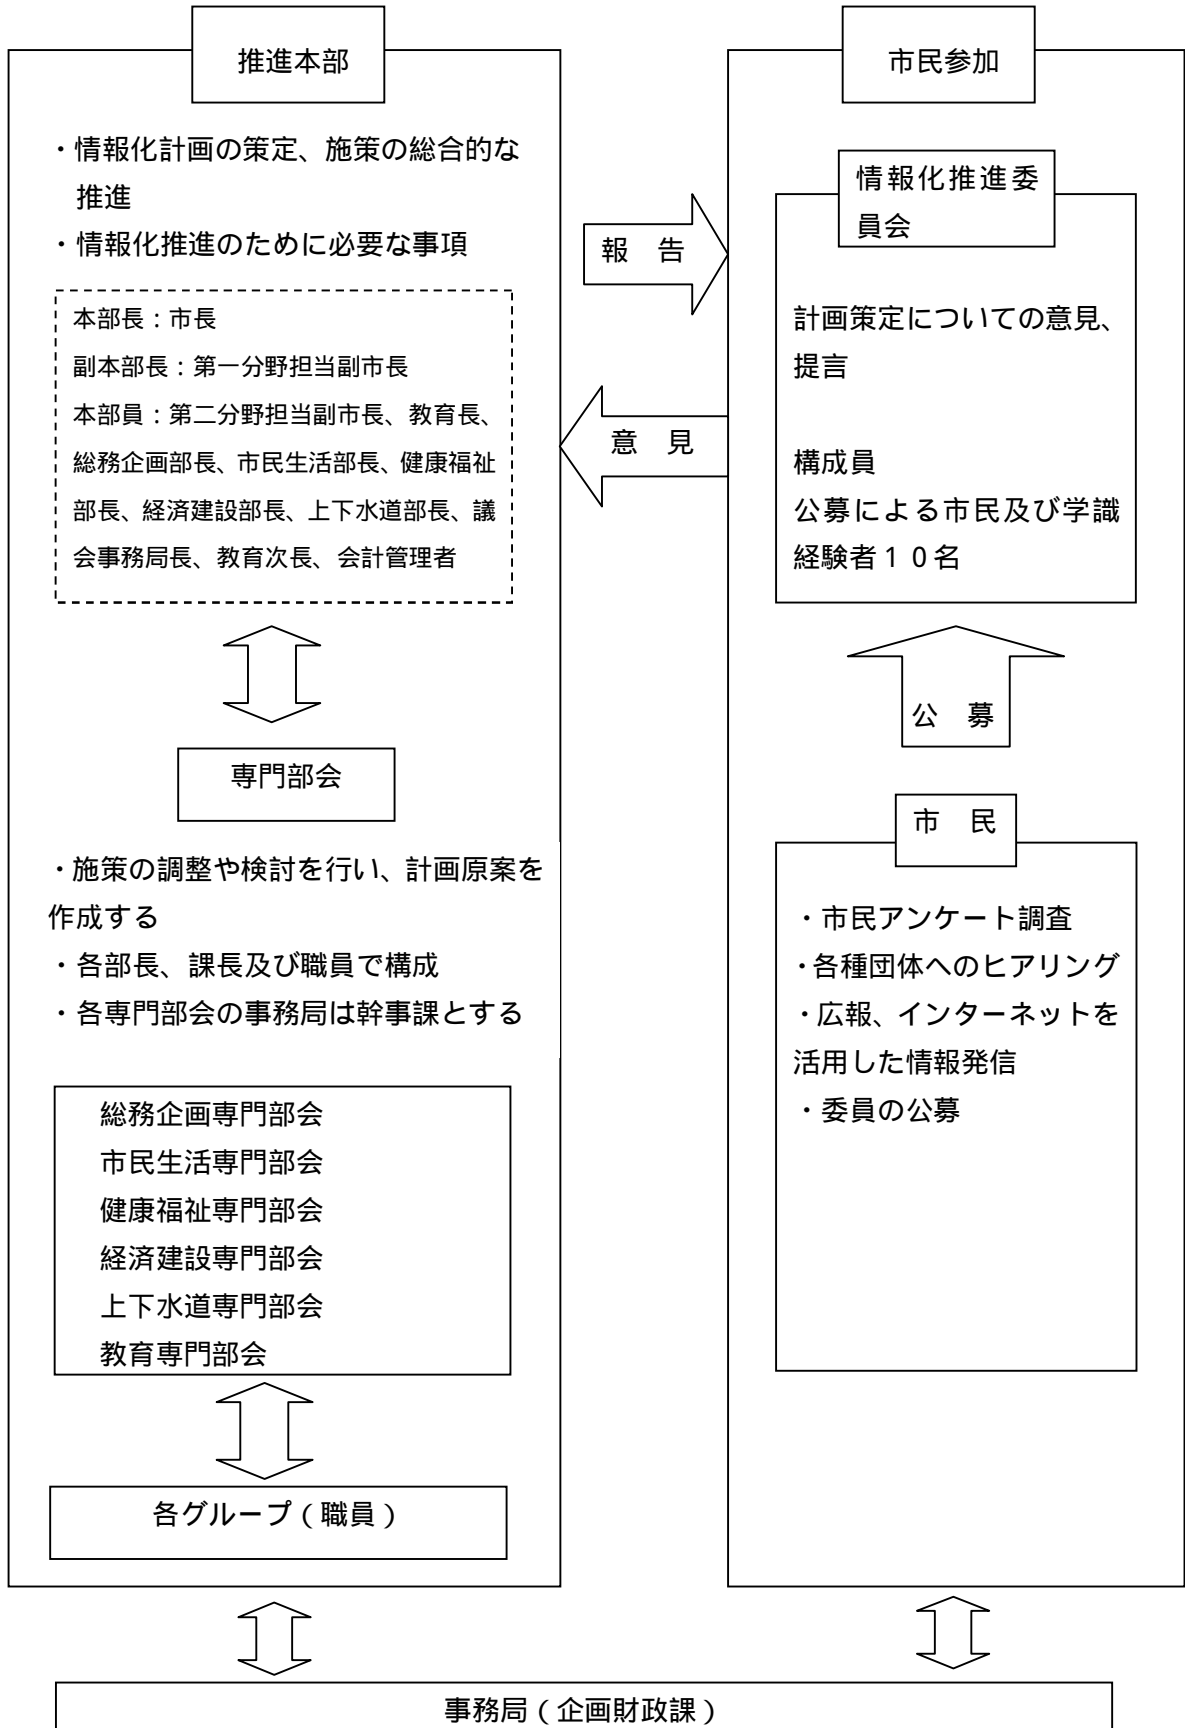 推進本部
・情報化計画の策定、施策の総合的な
推進
・情報化推進のために必要な事項
本部長：市長
副本部長：第一分野担当副市長
本部員：第二分野担当副市長、教育長、
総務企画部長、市民生活部長、健康福祉
部長、経済建設部長、上下水道部長、議
会事務局長、教育次長、会計管理者
専門部会
・施策の調整や検討を行い、計画原案を
作成する
・各部長、課長及び職員で構成
・各専門部会の事務局は幹事課とする
総務企画専門部会
市民生活専門部会
健康福祉専門部会
経済建設専門部会
上下水道専門部会
教育専門部会
各グループ（職員）
報　告
意　見
市民参加
情報化推進委
員会
計画策定についての意見、
提言
構成員
公募による市民及び学識
経験者１０名
公　募
市　民
・市民アンケート調査
・各種団体へのヒアリング
・広報、インターネットを
活用した情報発信
・委員の公募
事務局（企画財政課）